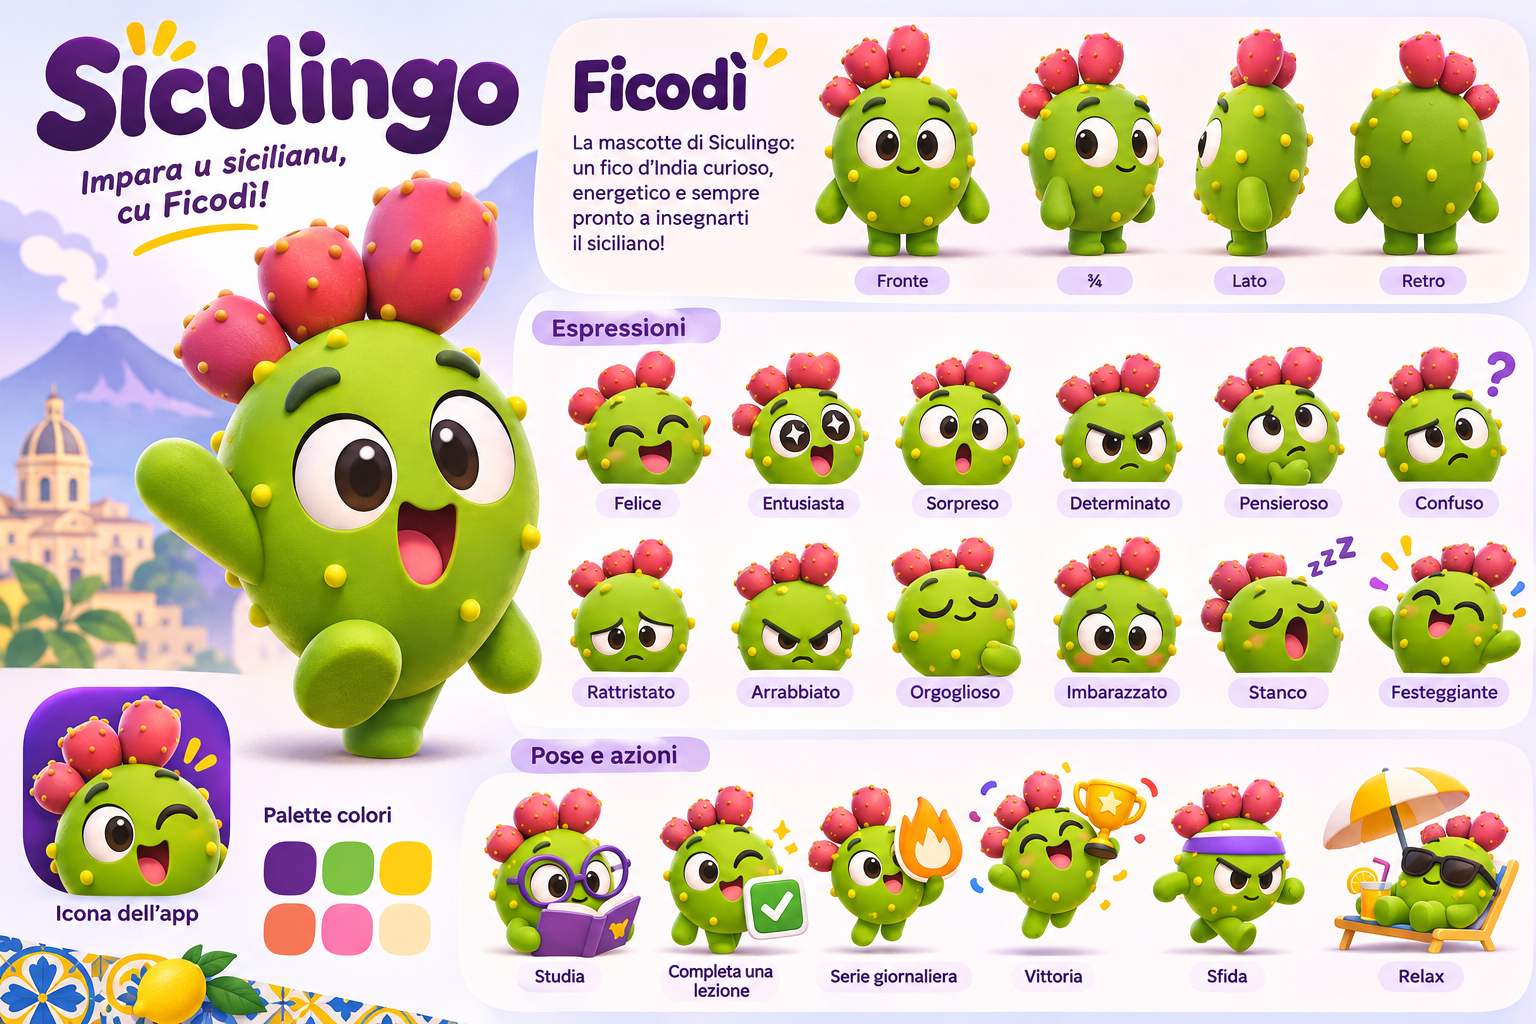 Siculingo
Impara u sicilianu,
cu Ficodì!
Ficodì
La mascotte di Siculingo:
un fico d'India curioso,
energetico e sempre
pronto a insegnarti
il siciliano!
Fronte
¾
Lato
Retro
Espressioni
?
Felice
Entusiasta
Sorpreso
Determinato
Pensieroso
Confuso
zzZ
Rattristato
Arrabbiato
Orgoglioso
Imbarazzato
Stanco
Festeggiante
Pose e azioni
Studia
Completa una
lezione
Serie giornaliera
Vittoria
Sfida
Relax
Icona dell'app
Palette colori